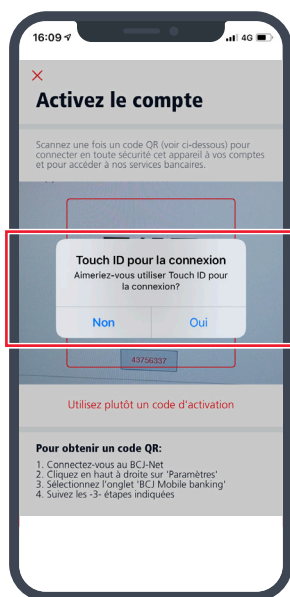 16:09
4G
Activez le compte
Scannez une fois un code QR (voir ci-dessous) pour
connecter en toute sécurité cet appareil à vos comptes
et pour accéder à nos services bancaires.
Touch ID pour la connexion
Aimeriez-vous utiliser Touch ID pour
la connexion?
Non Oui
43756337
Utilisez plutôt un code d'activation
Pour obtenir un code QR:
1. Connectez-vous au BCJ-Net
2. Cliquez en haut à droite sur 'Paramètres'
3. Sélectionnez l'onglet 'BCJ Mobile banking'
4. Suivez les -3- étapes indiquées